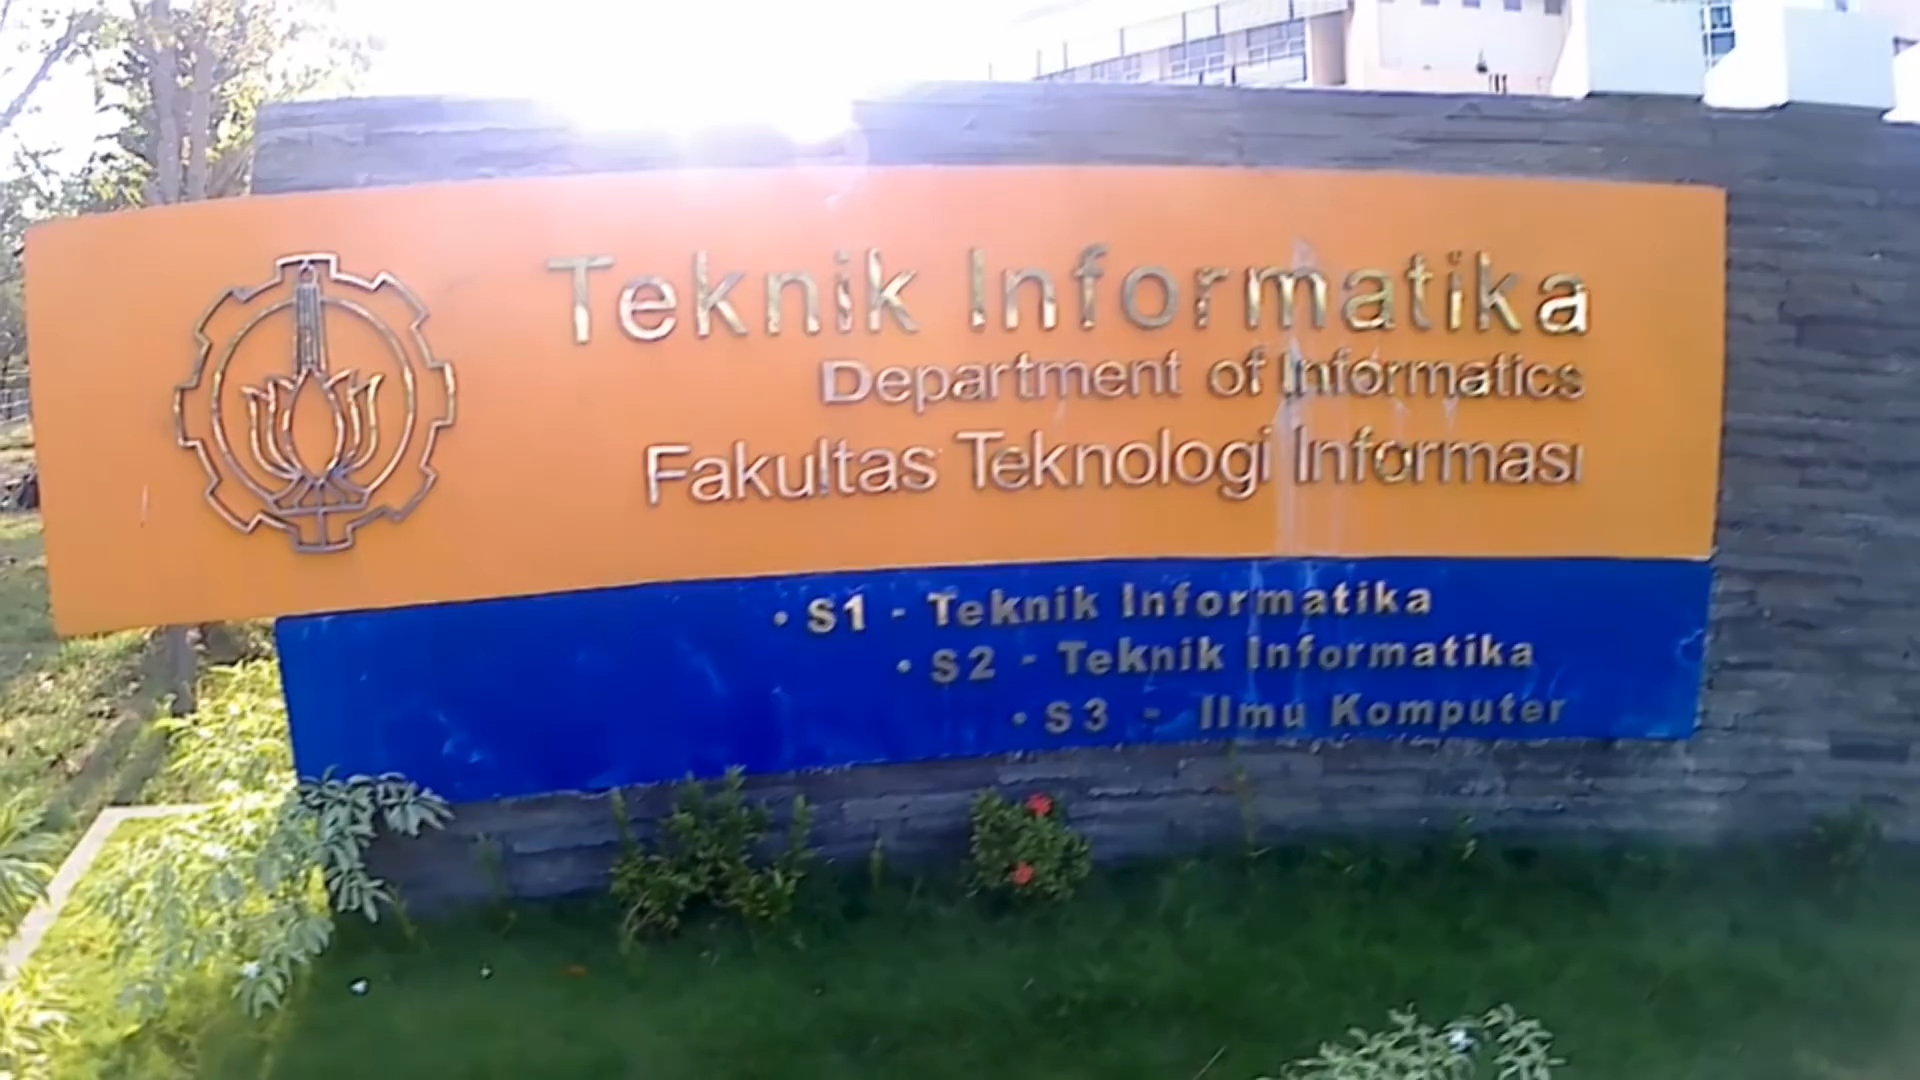 Teknik Informatika
Department of Informatics
Fakultas Teknologi Informasi
• S1 - Teknik Informatika
• S2 - Teknik Informatika
• S3 - Ilmu Komputer